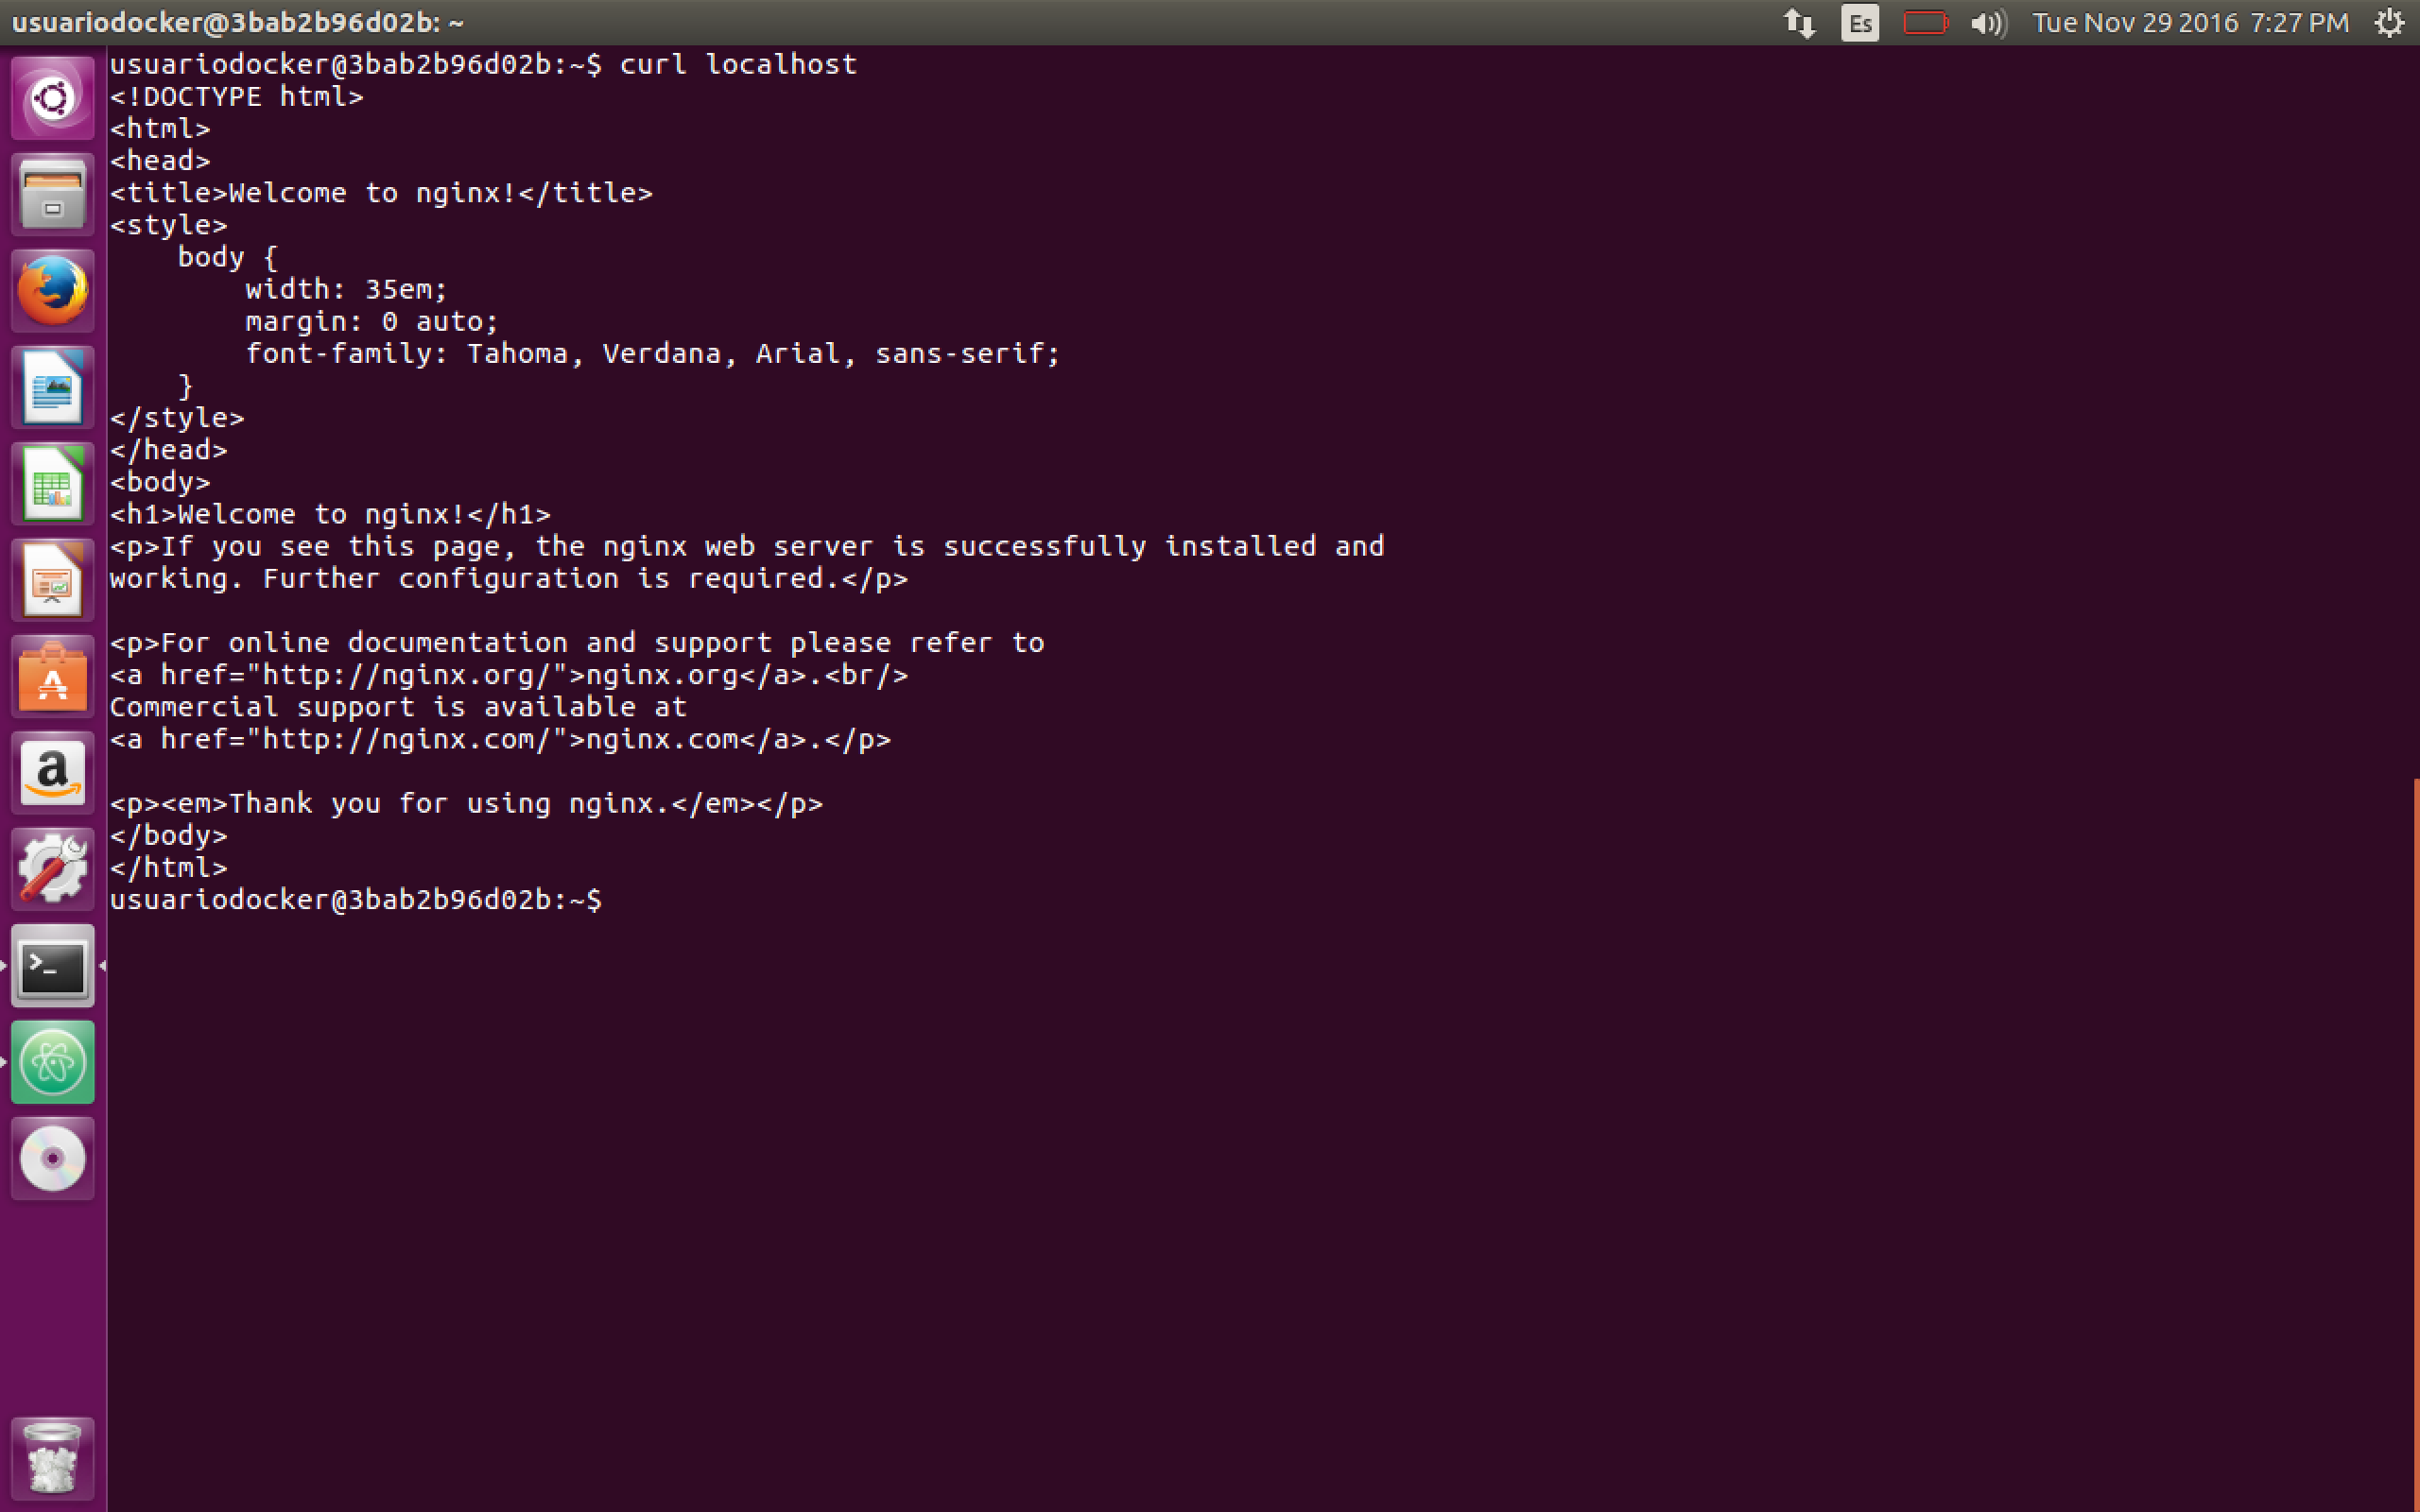 usuariodocker@3bab2b96d02b: ~
Es
Tue Nov 29 2016 7:27 PM
usuariodocker@3bab2b96d02b:~$ curl localhost
<!DOCTYPE html>
<html>
<head>
<title>Welcome to nginx!</title>
<style>
    body {
        width: 35em;
        margin: 0 auto;
        font-family: Tahoma, Verdana, Arial, sans-serif;
    }
</style>
</head>
<body>
<h1>Welcome to nginx!</h1>
<p>If you see this page, the nginx web server is successfully installed and
working. Further configuration is required.</p>

<p>For online documentation and support please refer to
<a href="http://nginx.org/">nginx.org</a>.<br/>
Commercial support is available at
<a href="http://nginx.com/">nginx.com</a>.</p>

<p><em>Thank you for using nginx.</em></p>
</body>
</html>
usuariodocker@3bab2b96d02b:~$